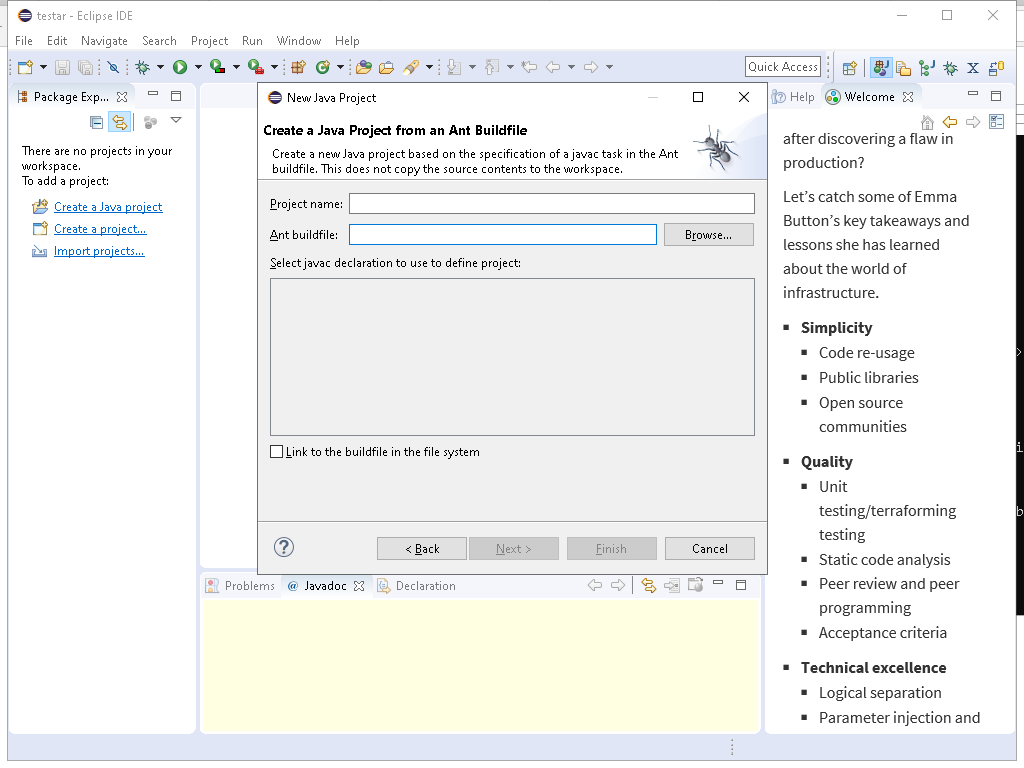 testar - Eclipse IDE
File Edit Navigate Search Project Run Window Help
Quick Access
Package Exp...
There are no projects in your
workspace.
To add a project:
Create a Java project
Create a project...
Import projects...
New Java Project
Create a Java Project from an Ant Buildfile
Create a new Java project based on the specification of a javac task in the Ant
buildfile. This does not copy the source contents to the workspace.
Project name:
Ant buildfile:
Browse...
Select javac declaration to use to define project:
Link to the buildfile in the file system
< Back
Next >
Finish
Cancel
Problems
@ Javadoc
Declaration
Help
Welcome
after discovering a flaw in
production?
Let’s catch some of Emma
Button’s key takeaways and
lessons she has learned
about the world of
infrastructure.
Simplicity
Code re-usage
Public libraries
Open source
communities
Quality
Unit
testing/terraforming
testing
Static code analysis
Peer review and peer
programming
Acceptance criteria
Technical excellence
Logical separation
Parameter injection and